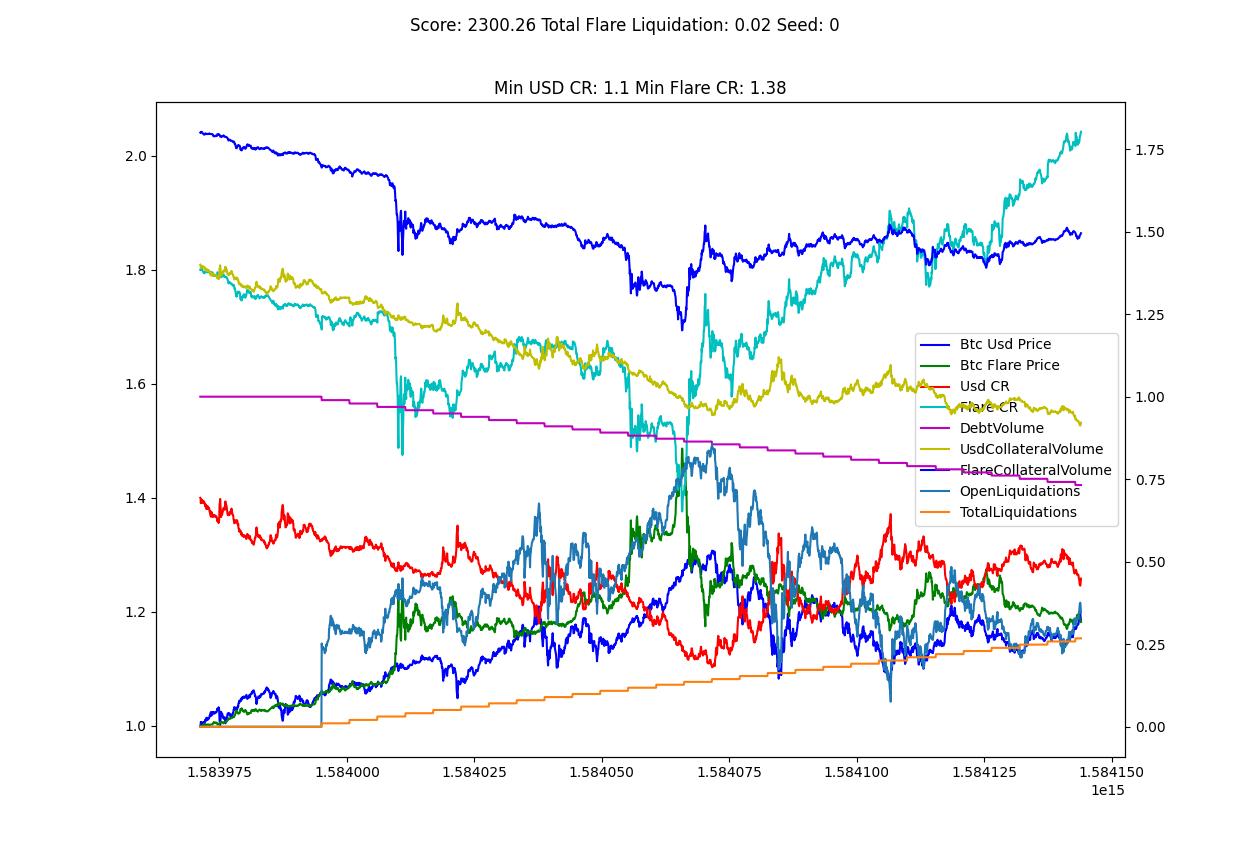 Score: 2300.26 Total Flare Liquidation: 0.02 Seed: 0
Min USD CR: 1.1 Min Flare CR: 1.38
2.0
1.8
1.6
1.4
1.2
1.0
1.75
1.50
1.25
1.00
0.75
0.50
0.25
0.00
Btc Usd Price
Btc Flare Price
Usd CR
Flare CR
DebtVolume
UsdCollateralVolume
FlareCollateralVolume
OpenLiquidations
TotalLiquidations
1.583975 1.584000 1.584025 1.584050 1.584075 1.584100 1.584125 1.584150
1e15